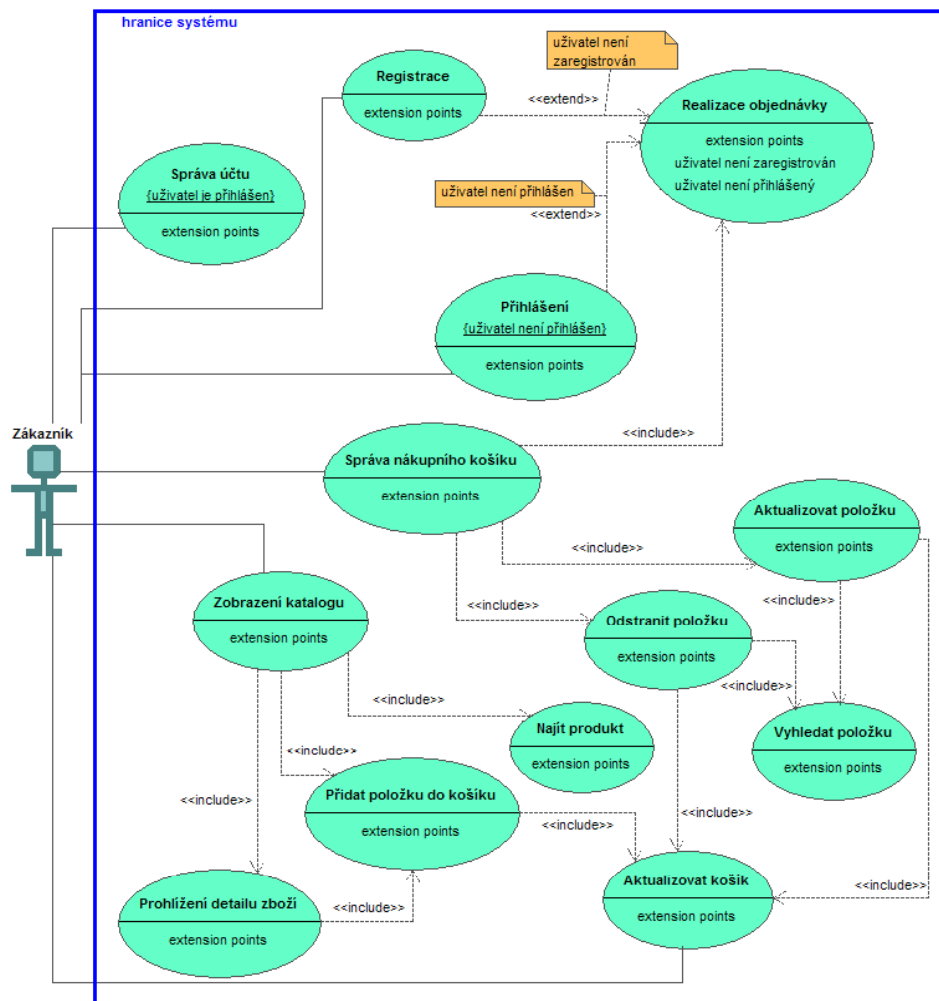 hranice systému
uživatel není
zaregistrován
Registrace
extension points
<<extend>>
Realizace objednávky
extension points
uživatel není zaregistrován
uživatel není přihlášený
Správa účtu
{uživatel je přihlášen}
extension points
uživatel není přihlášen
<<extend>>
Přihlášení
{uživatel není přihlášen}
extension points
Zákazník
<<include>>
Správa nákupního košíku
extension points
Aktualizovat položku
extension points
<<include>>
<<include>>
<<include>>
Zobrazení katalogu
extension points
Odstranit položku
extension points
<<include>>
<<include>>
Najít produkt
extension points
Vyhledat položku
extension points
<<include>>
<<include>>
Přidat položku do košíku
extension points
<<include>>
<<include>>
<<include>>
Aktualizovat košík
extension points
<<include>>
Prohlížení detailu zboží
extension points
<<include>>